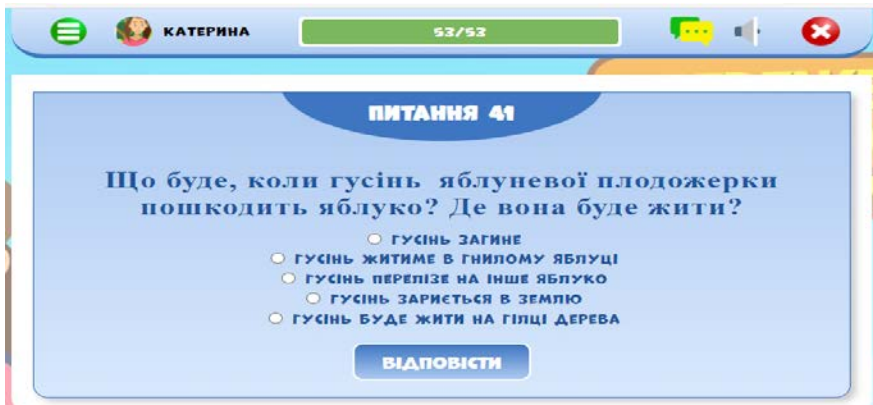 КАТЕРИНА
53/53
ПИТАННЯ 41
Що буде, коли гусінь яблуневої плодожерки
пошкодить яблуко? Де вона буде жити?
ГУСІНЬ ЗАГИНЕ
ГУСІНЬ ЖИТИМЕ В ГНИЛОМУ ЯБЛУЦІ
ГУСІНЬ ПЕРЕЛІЗЕ НА ІНШЕ ЯБЛУКО
ГУСІНЬ ЗАРИЄТЬСЯ В ЗЕМЛЮ
ГУСІНЬ БУДЕ ЖИТИ НА ГІЛЦІ ДЕРЕВА
ВІДПОВІСТИ